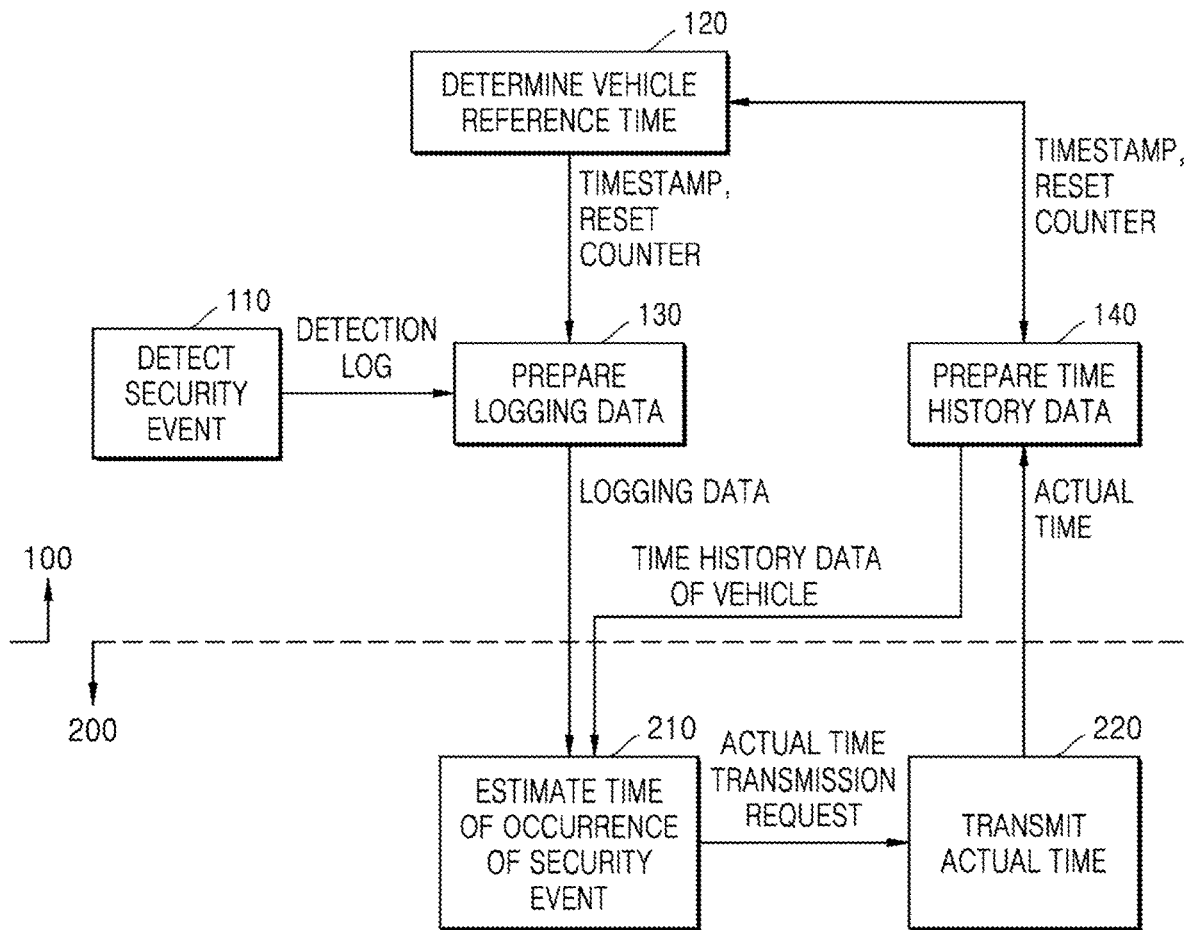 120
DETERMINE VEHICLE
REFERENCE TIME
TIMESTAMP,
RESET
COUNTER
TIMESTAMP,
RESET
COUNTER
110
DETECT
SECURITY
EVENT
DETECTION
LOG
130
PREPARE
LOGGING DATA
140
PREPARE TIME
HISTORY DATA
LOGGING DATA
ACTUAL
TIME
TIME HISTORY DATA
OF VEHICLE
100
200
210
ESTIMATE TIME
OF OCCURRENCE
OF SECURITY
EVENT
ACTUAL TIME
TRANSMISSION
REQUEST
220
TRANSMIT
ACTUAL TIME